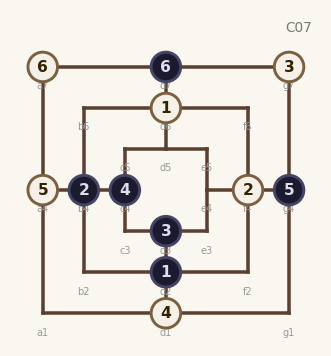 C07
6 6 3
a7 d7 g7
1
b6 d6 f6
c5 d5 e5
5 2 4 2 5
a4 b4 c4 e4 f4 g4
3
c3 d3 e3
1
b2 d2 f2
4
a1 d1 g1